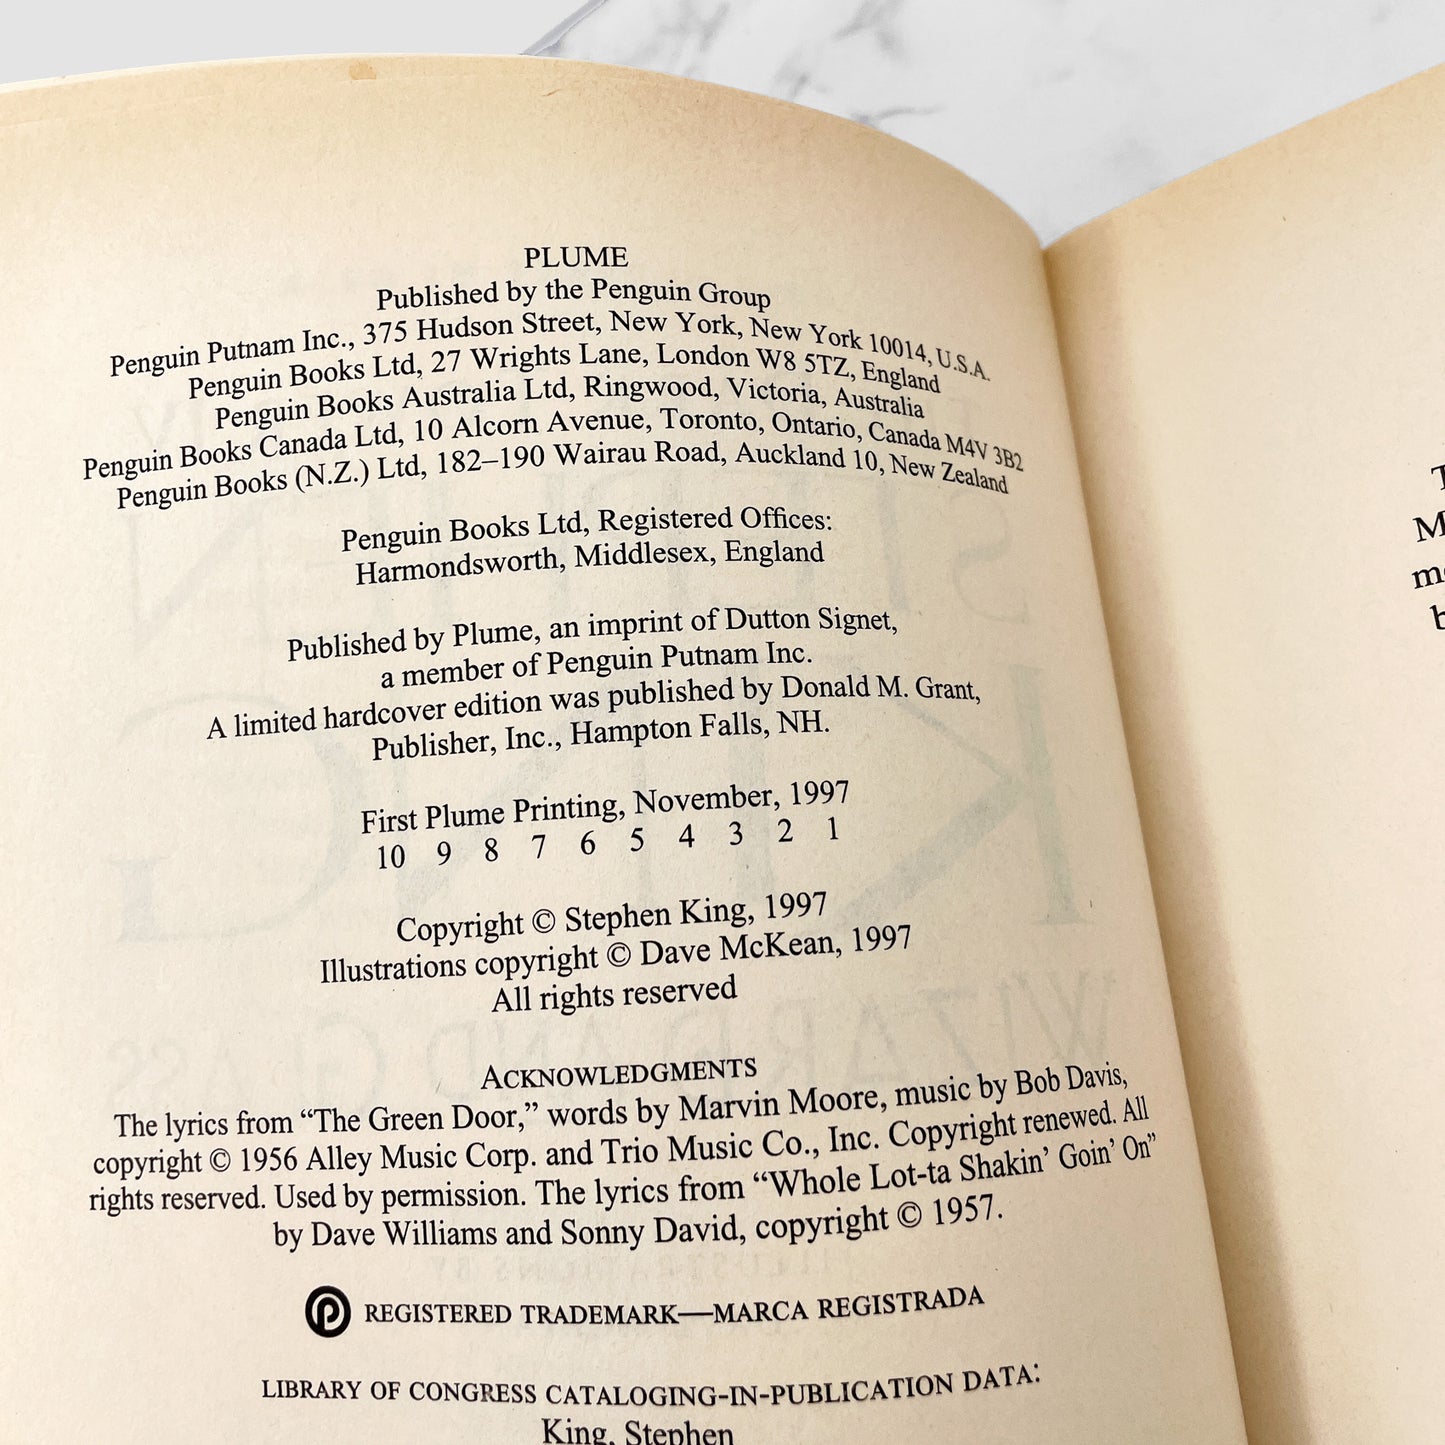 PLUME
Published by the Penguin Group
Penguin Putnam Inc., 375 Hudson Street, New York, New York 10014, U.S.A.
Penguin Books Ltd, 27 Wrights Lane, London W8 5TZ, England
Penguin Books Australia Ltd, Ringwood, Victoria, Australia
Penguin Books Canada Ltd, 10 Alcorn Avenue, Toronto, Ontario, Canada M4V 3B2
Penguin Books (N.Z.) Ltd, 182–190 Wairau Road, Auckland 10, New Zealand
Penguin Books Ltd, Registered Offices:
Harmondsworth, Middlesex, England
Published by Plume, an imprint of Dutton Signet,
a member of Penguin Putnam Inc.
A limited hardcover edition was published by Donald M. Grant,
Publisher, Inc., Hampton Falls, NH.
First Plume Printing, November, 1997
10 9 8 7 6 5 4 3 2 1
Copyright © Stephen King, 1997
Illustrations copyright © Dave McKean, 1997
All rights reserved
ACKNOWLEDGMENTS
The lyrics from “The Green Door,” words by Marvin Moore, music by Bob Davis,
copyright © 1956 Alley Music Corp. and Trio Music Co., Inc. Copyright renewed. All
rights reserved. Used by permission. The lyrics from “Whole Lot-ta Shakin’ Goin’ On”
by Dave Williams and Sonny David, copyright © 1957.
REGISTERED TRADEMARK—MARCA REGISTRADA
LIBRARY OF CONGRESS CATALOGING-IN-PUBLICATION DATA:
King, Stephen